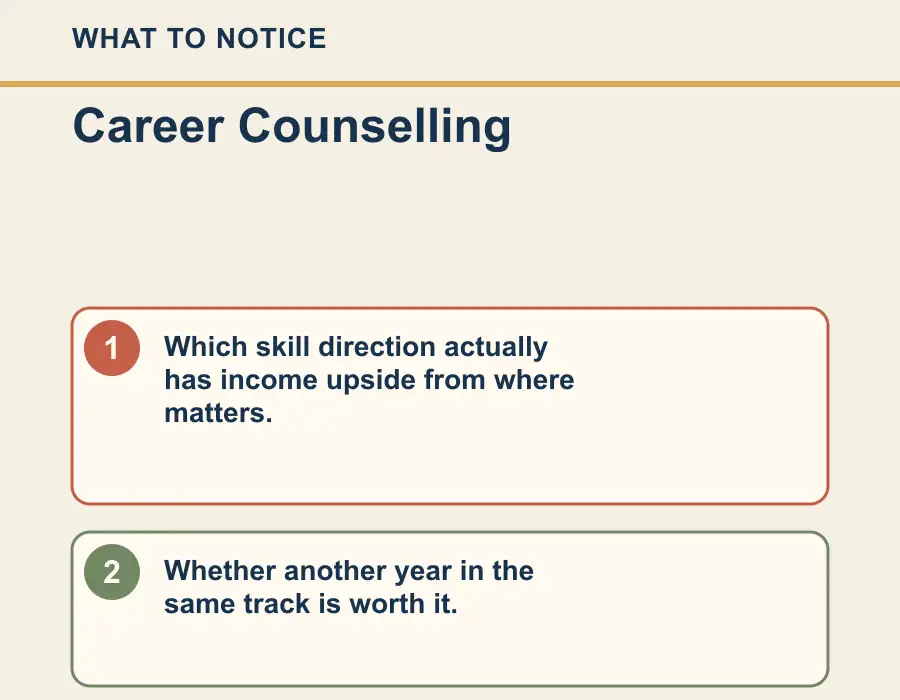 WHAT TO NOTICE
Career Counselling
1
Which skill direction actually
has income upside from where
matters.
2
Whether another year in the
same track is worth it.